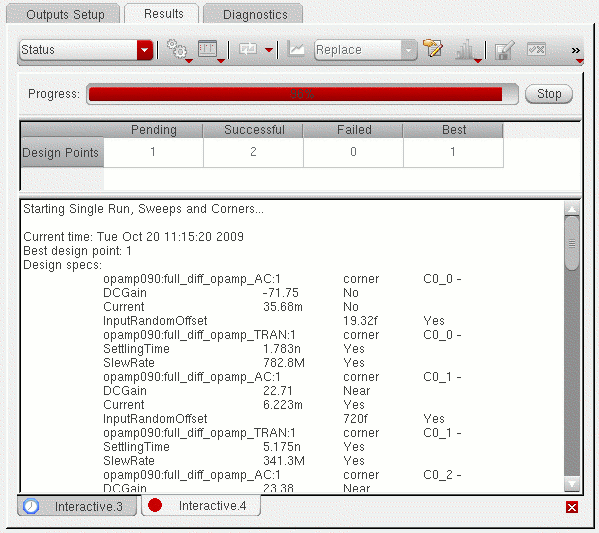 Outputs Setup Results Diagnostics
Status Replace »
Progress: Stop
Pending Successful Failed Best
Design Points 1 2 0 1
Starting Single Run, Sweeps and Corners...
Current time: Tue Oct 20 11:15:20 2009
Best design point: 1
Design specs:
opamp090:full_diff_opamp_AC:1 corner C0_0 -
DCGain -71.75 No
Current 35.68m No
InputRandomOffset 19.32f Yes
opamp090:full_diff_opamp_TRAN:1 corner C0_0 -
SettlingTime 1.783n Yes
SlewRate 782.8M Yes
opamp090:full_diff_opamp_AC:1 corner C0_1 -
DCGain 22.71 Near
Current 6.223m Yes
InputRandomOffset 720f Yes
opamp090:full_diff_opamp_TRAN:1 corner C0_1 -
SettlingTime 5.175n Yes
SlewRate 341.3M Yes
opamp090:full_diff_opamp_AC:1 corner C0_2 -
DCGain 23.38 Near
Interactive.3 Interactive.4